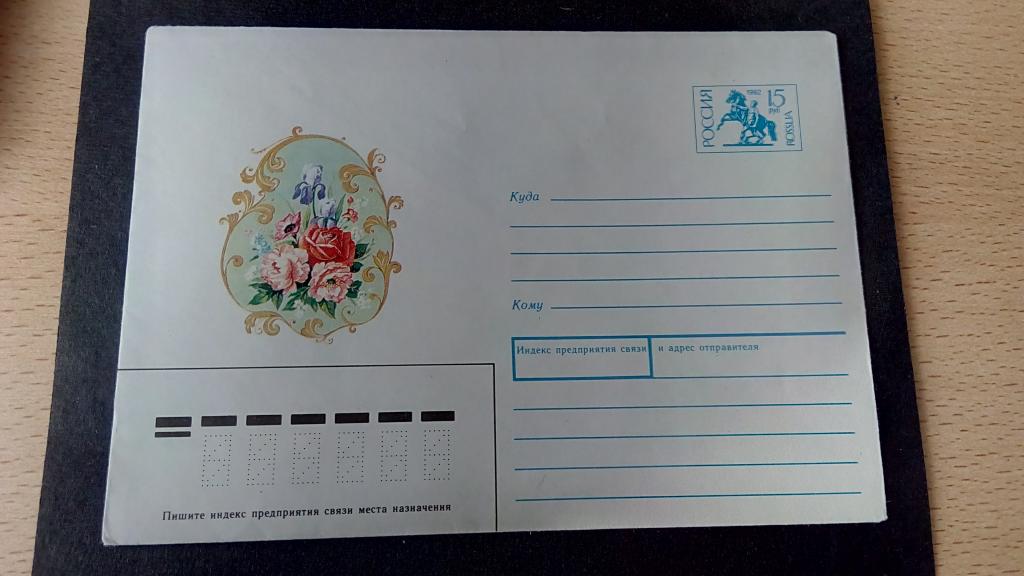 РОССИЯ
1992
15
руб
ROSSIJA
Куда
Кому
Индекс предприятия связи и адрес отправителя
Пишите индекс предприятия связи места назначения